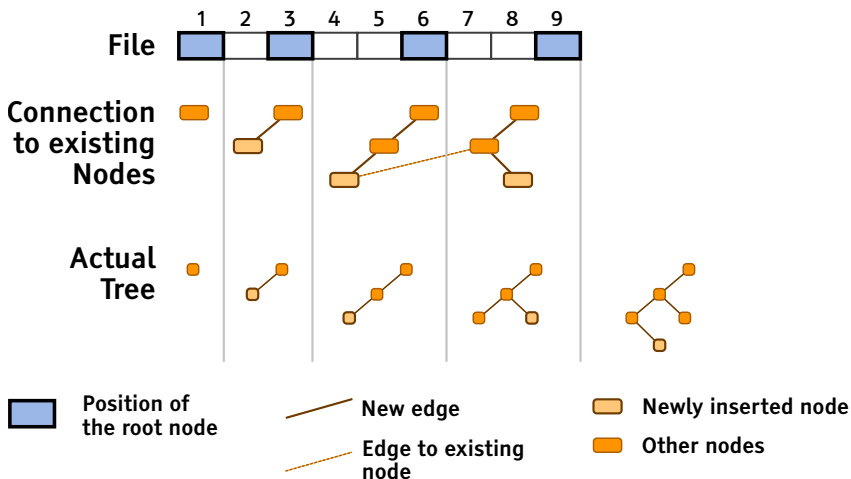 1 2 3 4 5 6 7 8 9
File
Connection
to existing
Nodes
Actual
Tree
Position of
the root node
New edge
Edge to existing
node
Newly inserted node
Other nodes